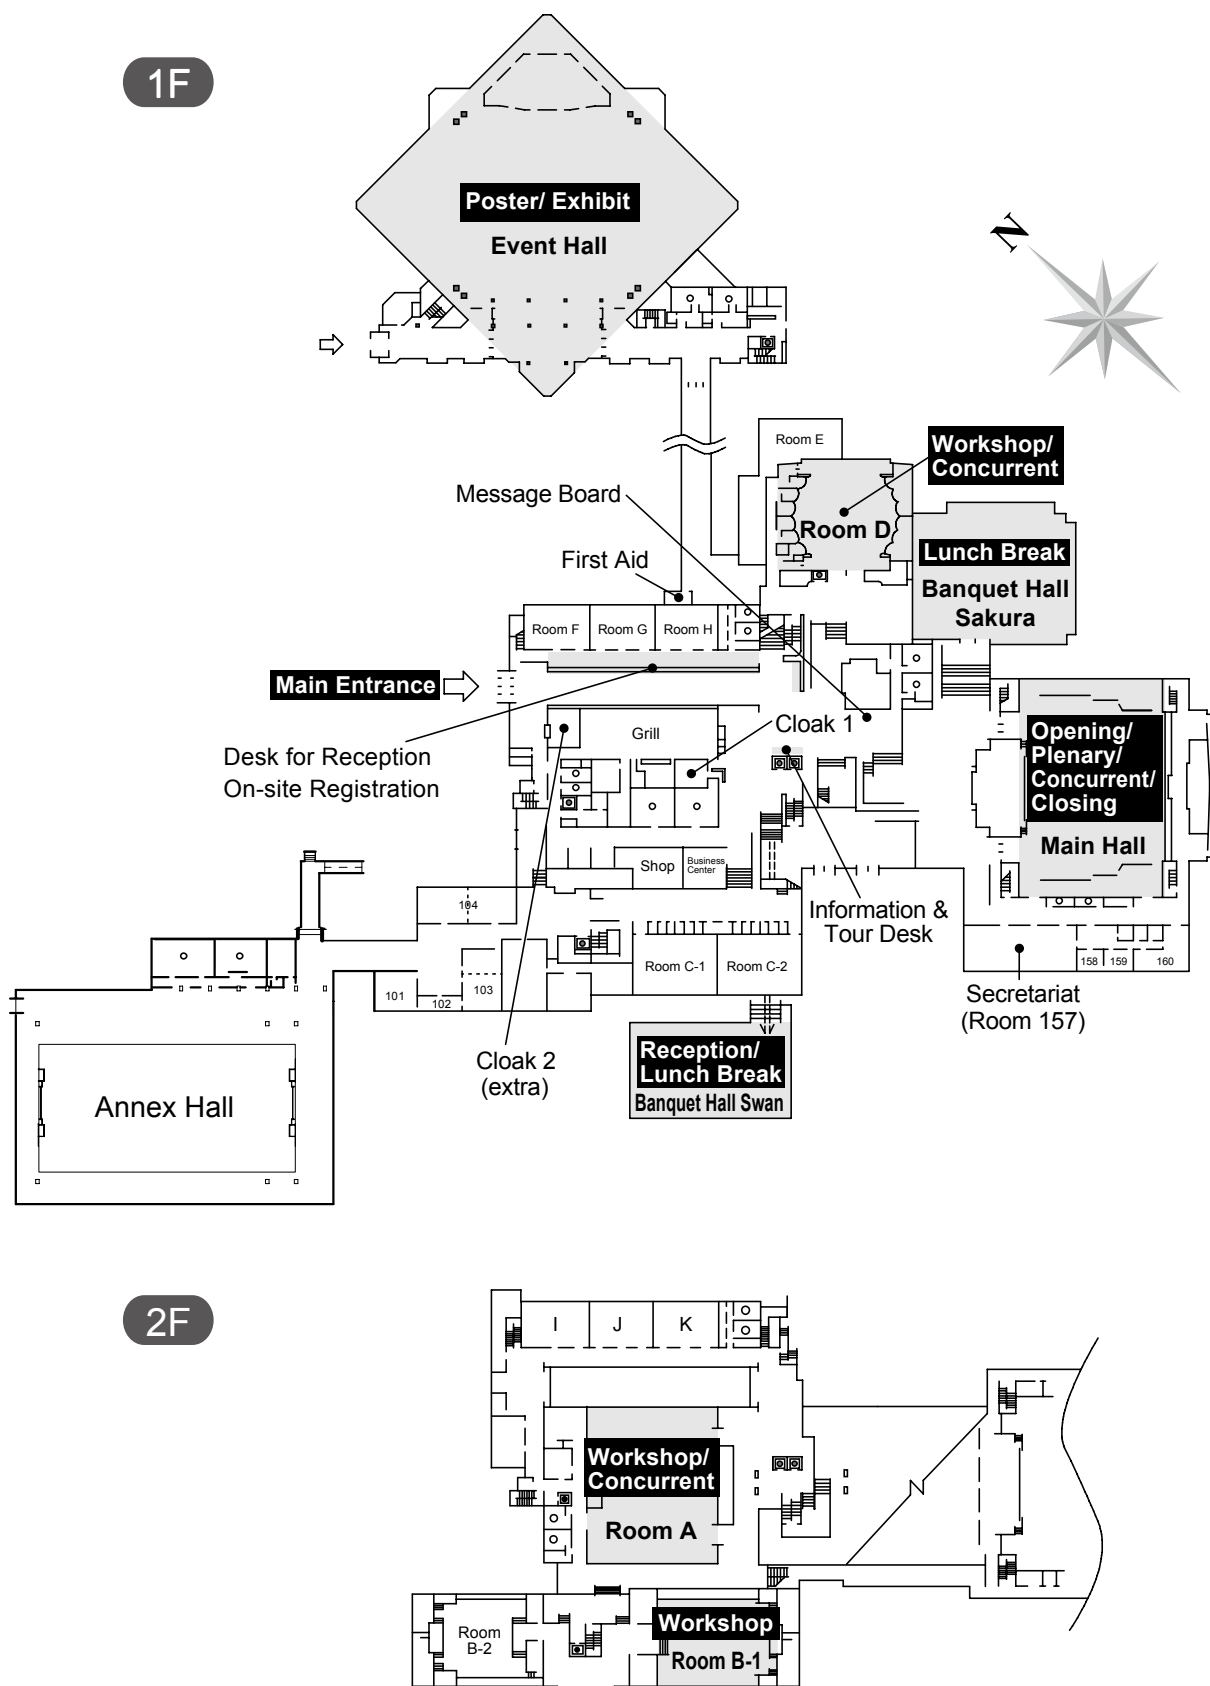 1F
Poster/ Exhibit
Event Hall
N
Room E
Workshop/
Concurrent
Message Board
Room D
First Aid
Lunch Break
Banquet Hall
Sakura
Room F
Room G
Room H
Main Entrance
Cloak 1
Grill
Desk for Reception
On-site Registration
Opening/
Plenary/
Concurrent/
Closing
Main Hall
Shop
Business
Center
104
Information &
Tour Desk
Room C-1
Room C-2
101
102
103
158
159
160
Secretariat
(Room 157)
Cloak 2
(extra)
Reception/
Lunch Break
Banquet Hall Swan
Annex Hall
2F
I
J
K
Workshop/
Concurrent
Room A
Room
B-2
Workshop
Room B-1